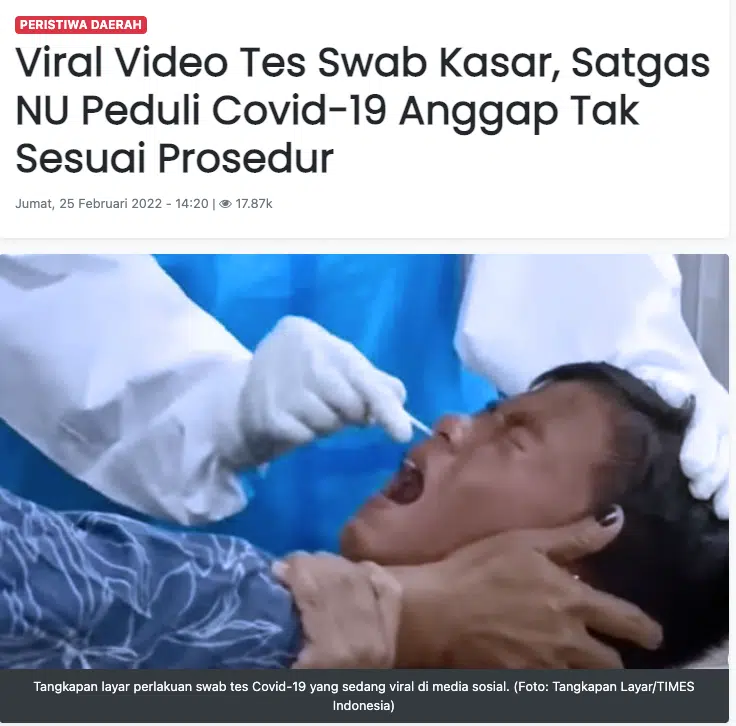 PERISTIWA DAERAH
Viral Video Tes Swab Kasar, Satgas
NU Peduli Covid-19 Anggap Tak
Sesuai Prosedur
Jumat, 25 Februari 2022 - 14:20 | 17.87k
Tangkapan layar perlakuan swab tes Covid-19 yang sedang viral di media sosial. (Foto: Tangkapan Layar/TIMES
Indonesia)